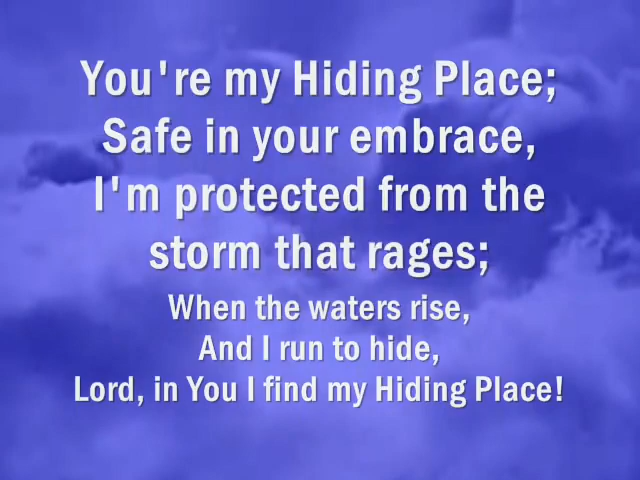 You're my Hiding Place;
Safe in your embrace,
I'm protected from the
storm that rages;
When the waters rise,
And I run to hide,
Lord, in You I find my Hiding Place!